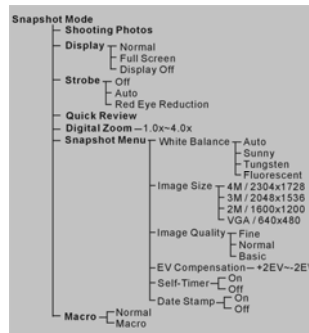 Snapshot Mode
Shooting Photos
Display Normal
Full Screen
Display Off
Strobe Off
Auto
Red Eye Reduction
Quick Review
Digital Zoom 1.0x~4.0x
Snapshot Menu White Balance Auto
Sunny
Tungsten
Fluorescent
Image Size 4M / 2304x1728
3M / 2048x1536
2M / 1600x1200
VGA / 640x480
Image Quality Fine
Normal
Basic
EV Compensation +2EV~-2E
Self-Timer On
Off
Date Stamp On
Off
Macro Normal
Macro